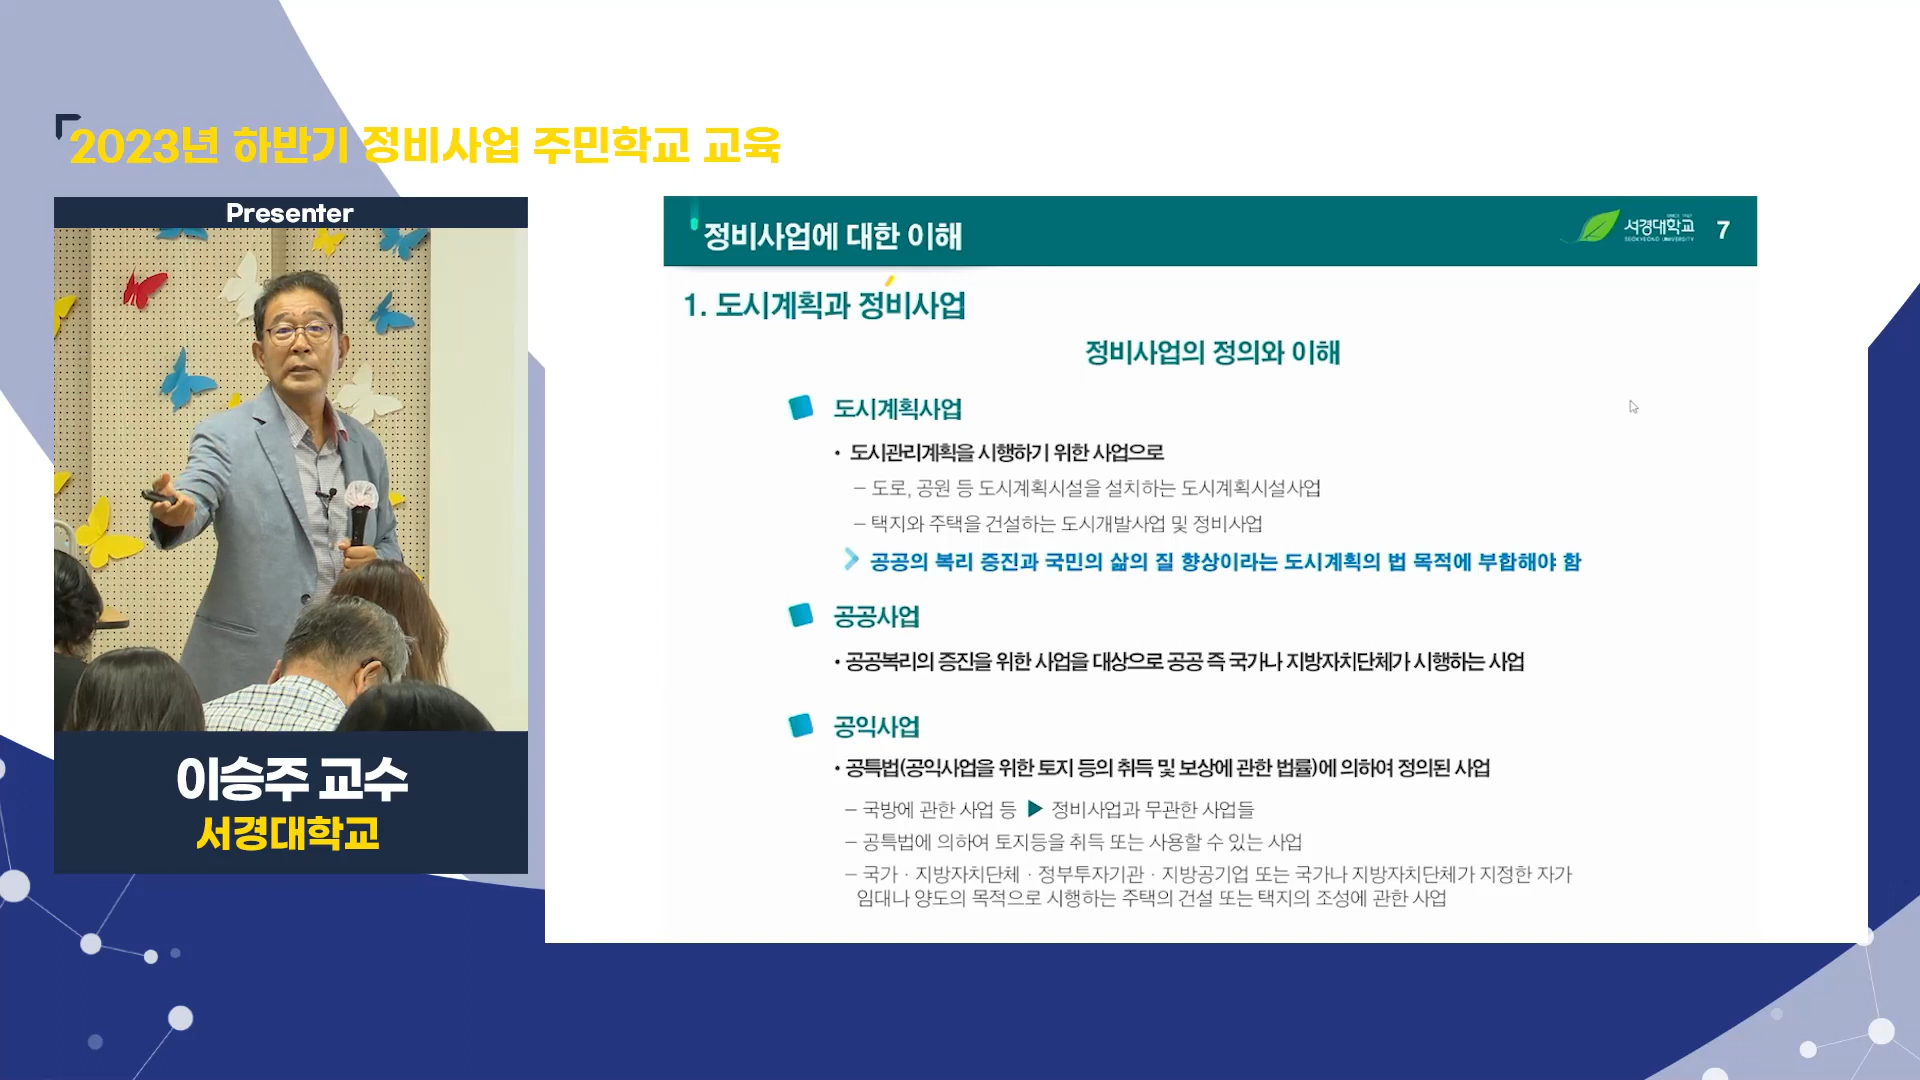 2023년 하반기 정비사업 주민학교 교육
Presenter
이승주 교수
서경대학교
정비사업에 대한 이해
SINCE 1947
서경대학교
SEOKYEONG UNIVERSITY
7
1. 도시계획과 정비사업
정비사업의 정의와 이해
도시계획사업
• 도시관리계획을 시행하기 위한 사업으로
– 도로, 공원 등 도시계획시설을 설치하는 도시계획시설사업
– 택지와 주택을 건설하는 도시개발사업 및 정비사업
공공의 복리 증진과 국민의 삶의 질 향상이라는 도시계획의 법 목적에 부합해야 함
공공사업
• 공공복리의 증진을 위한 사업을 대상으로 공공 즉 국가나 지방자치단체가 시행하는 사업
공익사업
• 공특법(공익사업을 위한 토지 등의 취득 및 보상에 관한 법률)에 의하여 정의된 사업
– 국방에 관한 사업 등 ▶ 정비사업과 무관한 사업들
– 공특법에 의하여 토지등을 취득 또는 사용할 수 있는 사업
– 국가 · 지방자치단체 · 정부투자기관 · 지방공기업 또는 국가나 지방자치단체가 지정한 자가
임대나 양도의 목적으로 시행하는 주택의 건설 또는 택지의 조성에 관한 사업